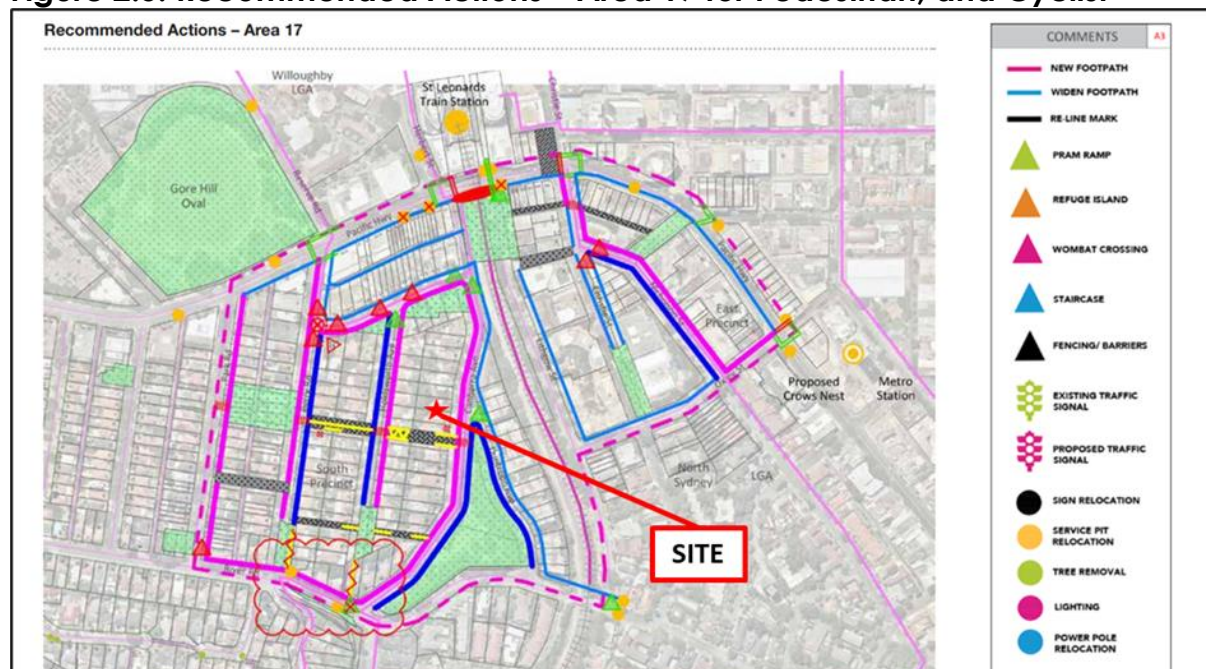 Figure 2.6: Recommended Actions – Area 17 for Pedestrian, and Cyclist
Recommended Actions – Area 17
Willoughby
LGA
St Leonards
Train Station
Gore Hill
Oval
Pacific Hwy
Pacific Hwy
East
Precinct
Proposed
Crows Nest
Metro
Station
South
Precinct
North
Sydney
LGA
SITE
COMMENTS
A3
NEW FOOTPATH
WIDEN FOOTPATH
RE-LINE MARK
PRAM RAMP
REFUGE ISLAND
WOMBAT CROSSING
STAIRCASE
FENCING/ BARRIERS
EXISTING TRAFFIC
SIGNAL
PROPOSED TRAFFIC
SIGNAL
SIGN RELOCATION
SERVICE PIT
RELOCATION
TREE REMOVAL
LIGHTING
POWER POLE
RELOCATION